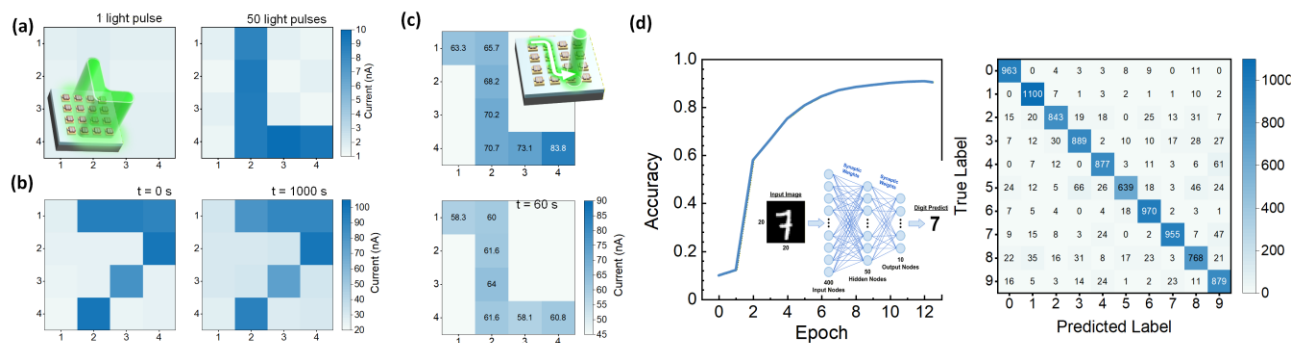 (a)
1 light pulse
50 light pulses
1
2
3
4
1 2 3 4
1 2 3 4
10
9
8
7
6
5
4
3
2
1
Current (nA)
(b)
t = 0 s
t = 1000 s
1
2
3
4
1 2 3 4
1 2 3 4
100
90
80
70
60
50
40
30
20
Current (nA)
(c)
1
2
3
4
63.3 65.7
68.2
70.2
70.7 73.1 83.8
t = 60 s
1
2
3
4
58.3 60
61.6
64
61.6 58.1 60.8
1 2 3 4
90
85
80
75
70
65
60
55
50
45
Current (nA)
(d)
Accuracy
1.0
0.8
0.6
0.4
0.2
0.0
0 2 4 6 8 10 12
Epoch
Input Image
20
20
Synaptic
Weights
Synaptic
Weights
400
Input Nodes
50
Hidden Nodes
10
Output Nodes
Digit Predict
7
True Label
0 963 0 4 3 3 8 9 0 11 0
1 0 1100 7 1 3 2 1 1 10 2
2 15 20 843 19 18 0 25 13 31 7
3 7 12 30 889 2 28 10 17 28 27
4 0 7 12 0 877 3 11 3 6 61
5 24 12 5 66 26 639 18 3 46 24
6 7 5 4 0 4 18 970 2 3 1
7 9 15 8 3 24 0 0 955 7 47
8 22 35 16 31 8 17 23 3 768 21
9 16 5 3 14 24 1 2 23 11 879
0 1 2 3 4 5 6 7 8 9
Predicted Label
1000
800
600
400
200
0